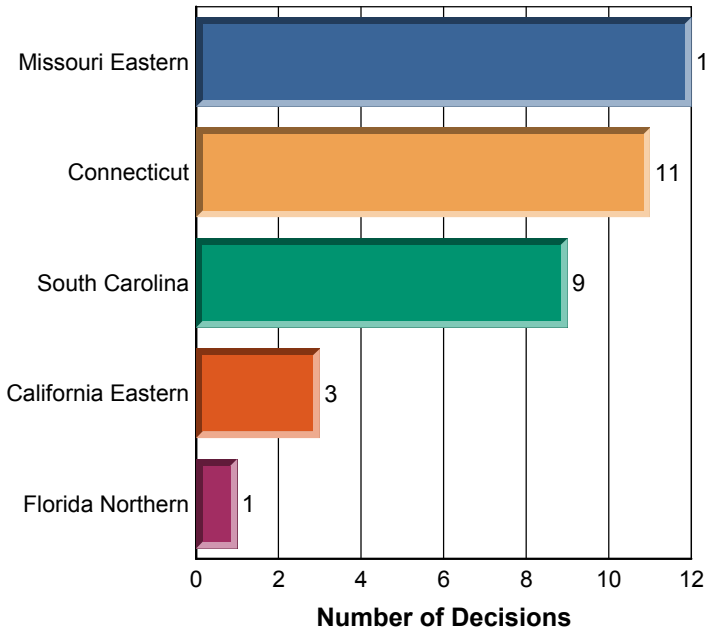 Missouri Eastern 1
Connecticut 11
South Carolina 9
California Eastern 3
Florida Northern 1
0 2 4 6 8 10 12
Number of Decisions